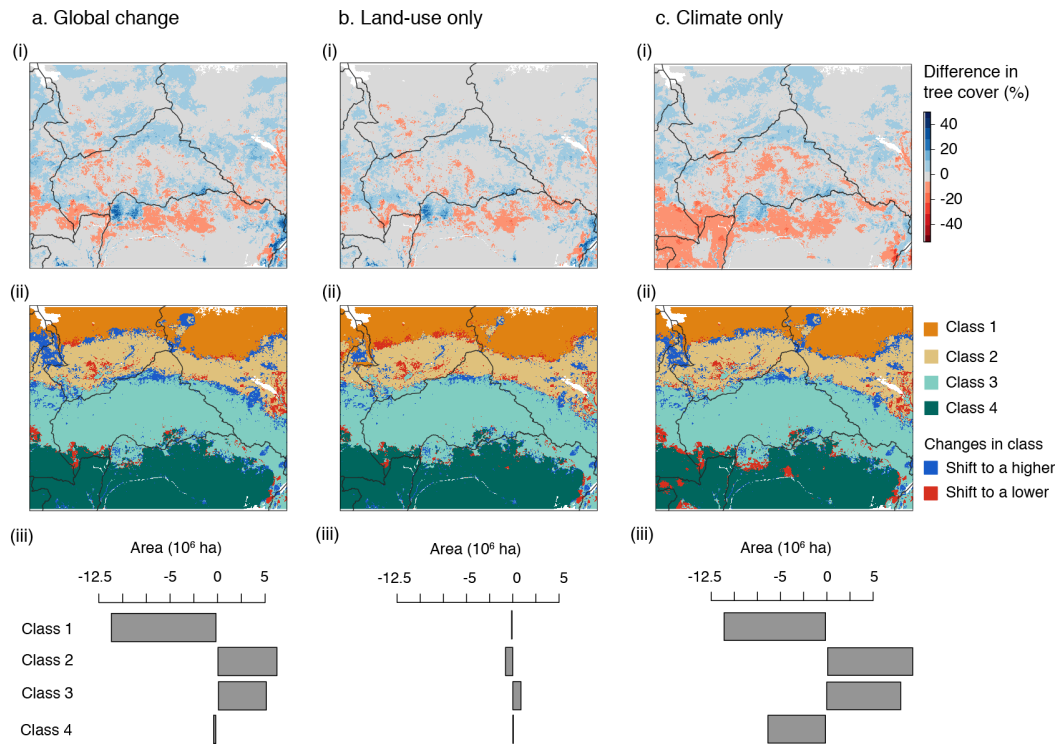 a. Global change
b. Land-use only
c. Climate only
(i)
(i)
(i)
Difference in
tree cover (%)
40
20
0
-20
-40
(ii)
(ii)
(ii)
Class 1
Class 2
Class 3
Class 4
Changes in class
Shift to a higher
Shift to a lower
(iii)
(iii)
(iii)
Area (10⁶ ha)
Area (10⁶ ha)
Area (10⁶ ha)
-12.5 -5 0 5
-12.5 -5 0 5
-12.5 -5 0 5
Class 1
Class 2
Class 3
Class 4